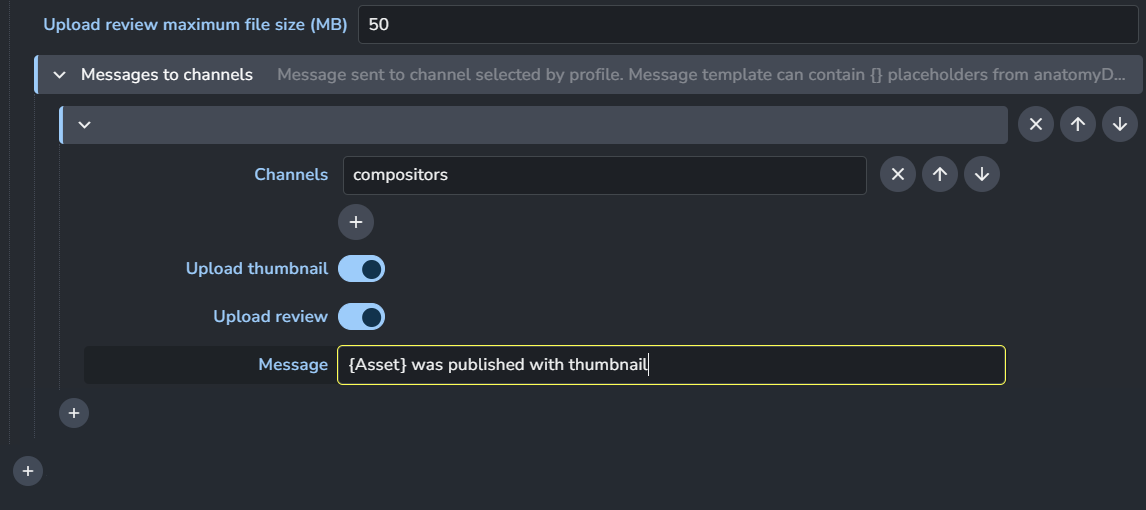 Upload review maximum file size (MB) 50
Messages to channels Message sent to channel selected by profile. Message template can contain {} placeholders from anatomyD...
Channels compositors
Upload thumbnail
Upload review
Message {Asset} was published with thumbnail